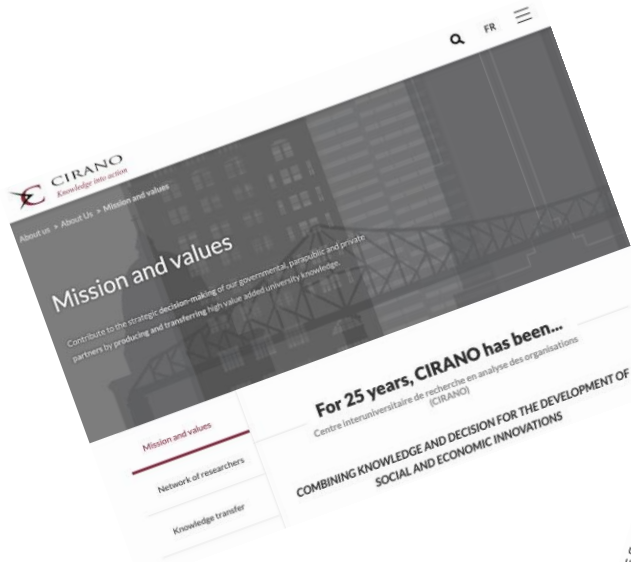 FR
CIRANO
Knowledge into action
About us > About Us > Mission and values
Mission and values
Contribute to the strategic decision-making of our governmental, parapublic and private
partners by producing and transferring high value added university knowledge.
Mission and values
Network of researchers
Knowledge transfer
For 25 years, CIRANO has been...
Centre interuniversitaire de recherche en analyse des organisations
(CIRANO)
COMBINING KNOWLEDGE AND DECISION FOR THE DEVELOPMENT OF
SOCIAL AND ECONOMIC INNOVATIONS